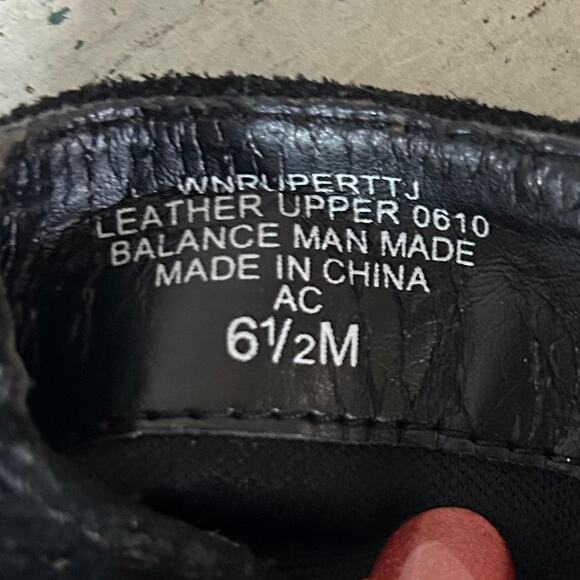 WNRUPERTTJ
LEATHER UPPER 0610
BALANCE MAN MADE
MADE IN CHINA
AC
6½M